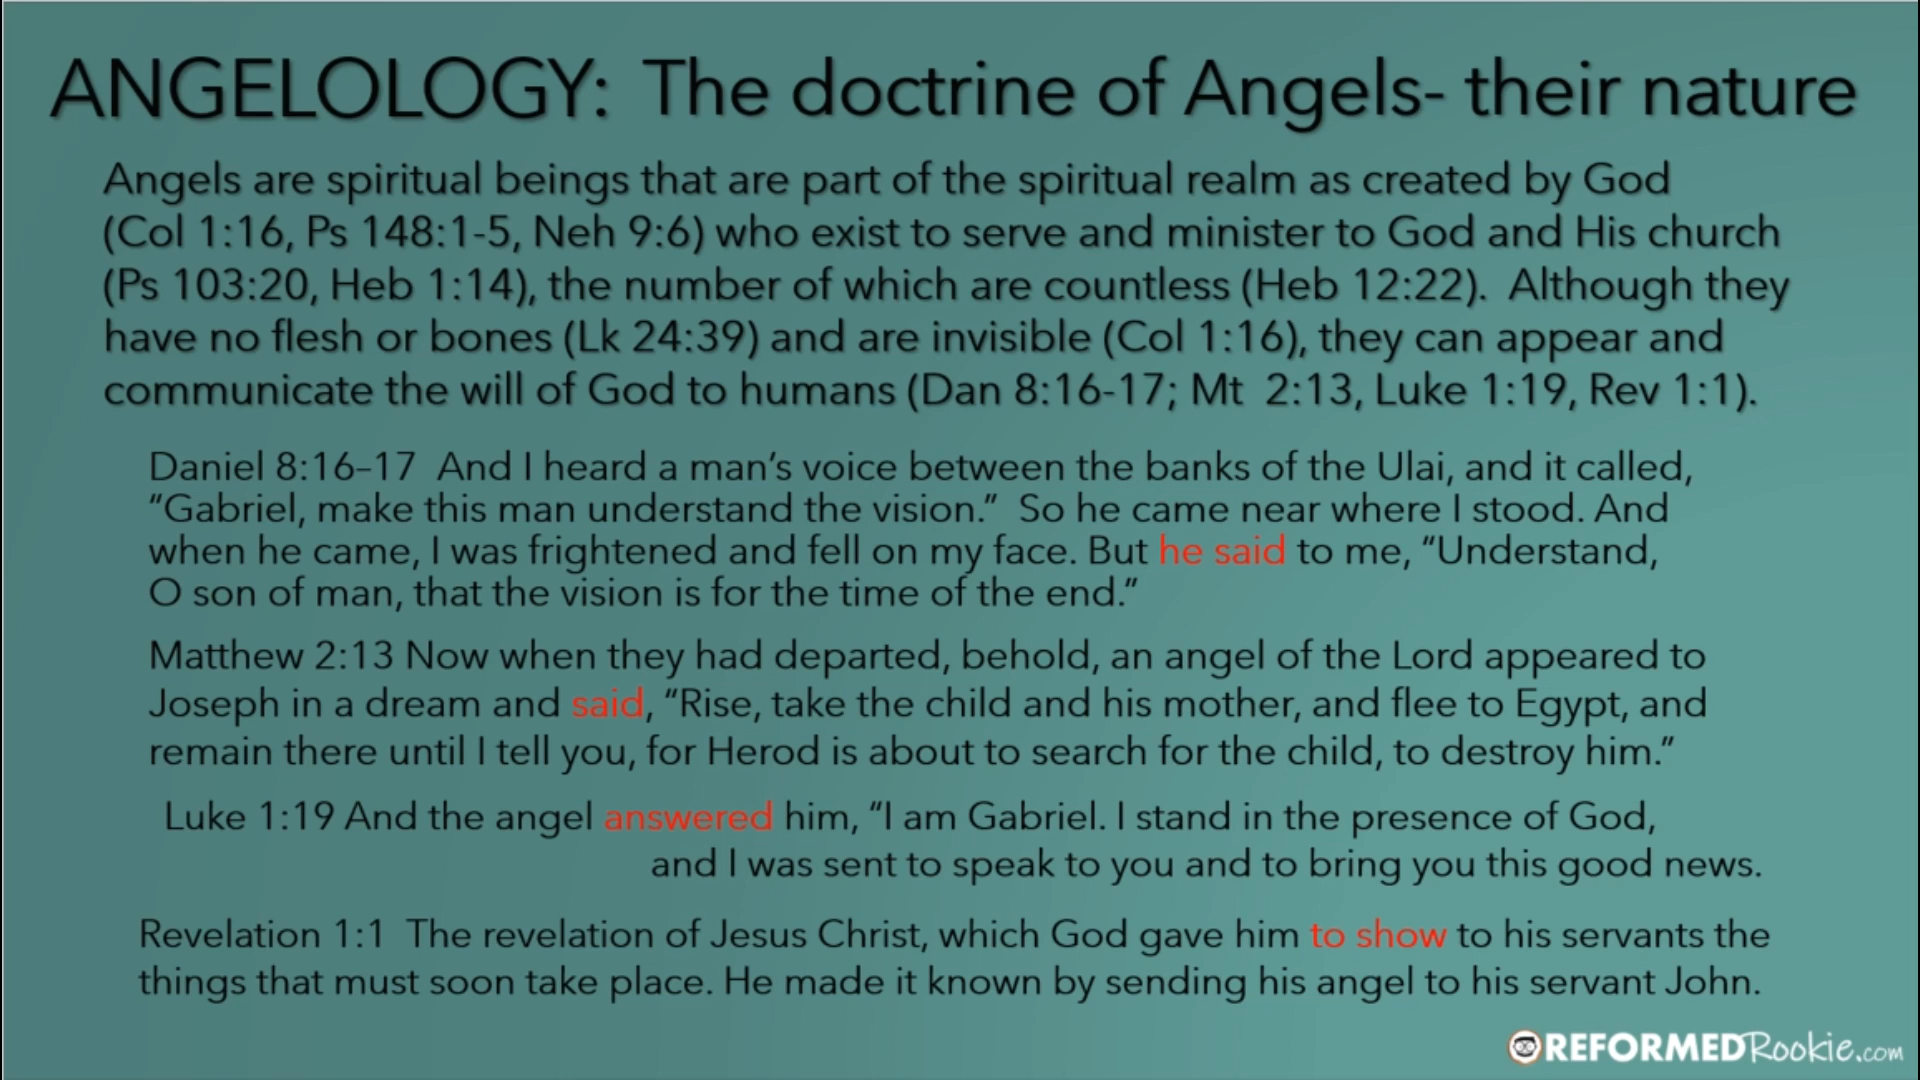 ANGELOLOGY: The doctrine of Angels- their nature
Angels are spiritual beings that are part of the spiritual realm as created by God
(Col 1:16, Ps 148:1-5, Neh 9:6) who exist to serve and minister to God and His church
(Ps 103:20, Heb 1:14), the number of which are countless (Heb 12:22). Although they
have no flesh or bones (Lk 24:39) and are invisible (Col 1:16), they can appear and
communicate the will of God to humans (Dan 8:16-17; Mt 2:13, Luke 1:19, Rev 1:1).
Daniel 8:16–17 And I heard a man’s voice between the banks of the Ulai, and it called,
“Gabriel, make this man understand the vision.” So he came near where I stood. And
when he came, I was frightened and fell on my face. But he said to me, “Understand,
O son of man, that the vision is for the time of the end.”
Matthew 2:13 Now when they had departed, behold, an angel of the Lord appeared to
Joseph in a dream and said, “Rise, take the child and his mother, and flee to Egypt, and
remain there until I tell you, for Herod is about to search for the child, to destroy him.”
Luke 1:19 And the angel answered him, “I am Gabriel. I stand in the presence of God,
and I was sent to speak to you and to bring you this good news.
Revelation 1:1 The revelation of Jesus Christ, which God gave him to show to his servants the
things that must soon take place. He made it known by sending his angel to his servant John.
REFORMEDRookie.com